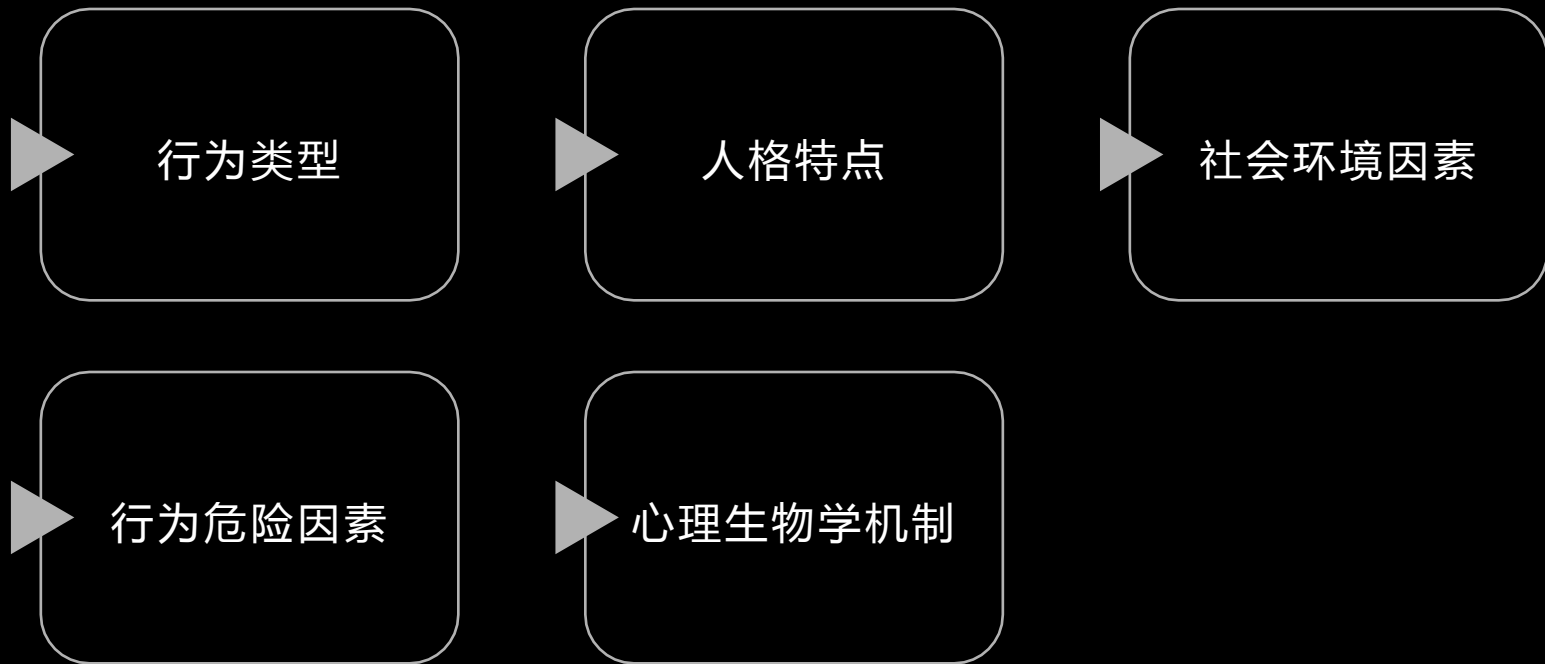 行为类型
人格特点
社会环境因素
行为危险因素
心理生物学机制